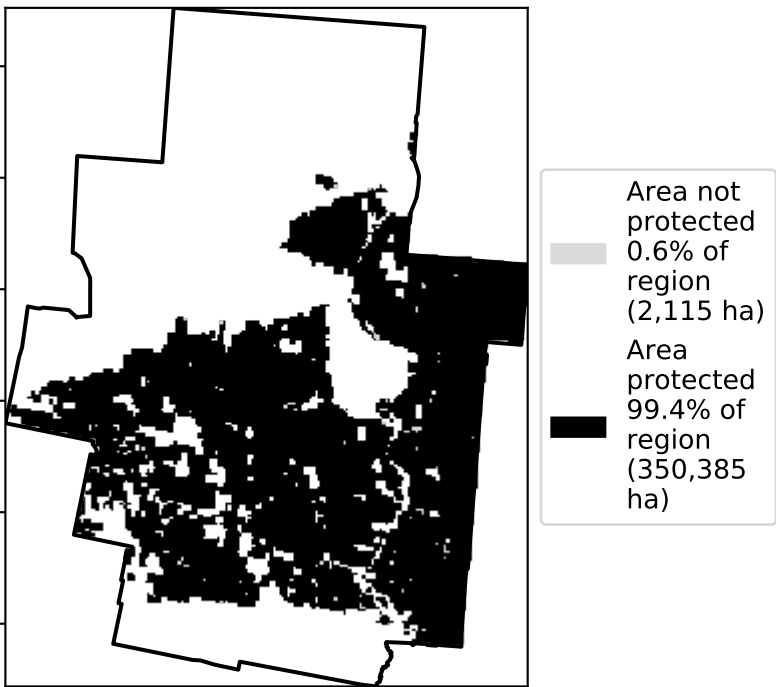 Area not
protected
0.6% of
region
(2,115 ha)
Area
protected
99.4% of
region
(350,385
ha)